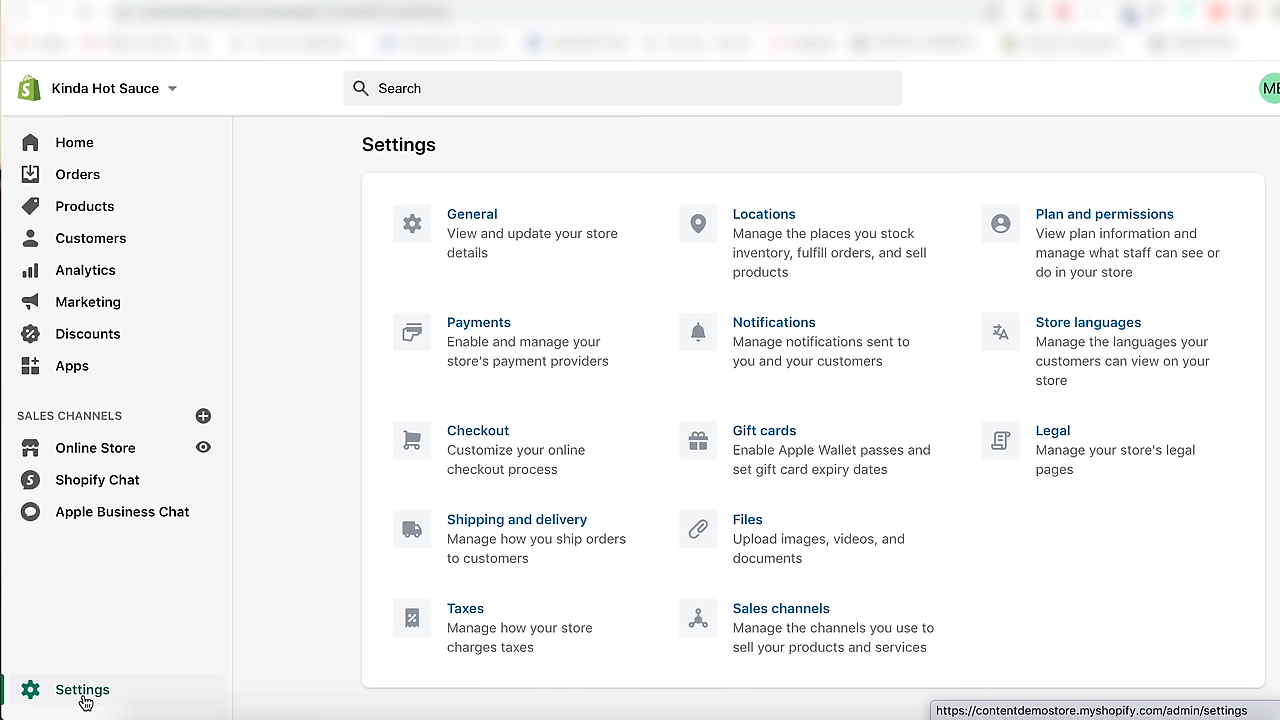 Kinda Hot Sauce
Search
Home
Orders
Products
Customers
Analytics
Marketing
Discounts
Apps
SALES CHANNELS
Online Store
Shopify Chat
Apple Business Chat
Settings
Settings
General
View and update your store
details
Locations
Manage the places you stock
inventory, fulfill orders, and sell
products
Plan and permissions
View plan information and
manage what staff can see or
do in your store
Payments
Enable and manage your
store's payment providers
Notifications
Manage notifications sent to
you and your customers
Store languages
Manage the languages your
customers can view on your
store
Checkout
Customize your online
checkout process
Gift cards
Enable Apple Wallet passes and
set gift card expiry dates
Legal
Manage your store's legal
pages
Shipping and delivery
Manage how you ship orders
to customers
Files
Upload images, videos, and
documents
Taxes
Manage how your store
charges taxes
Sales channels
Manage the channels you use to
sell your products and services
https://contentdemostore.myshopify.com/admin/settings